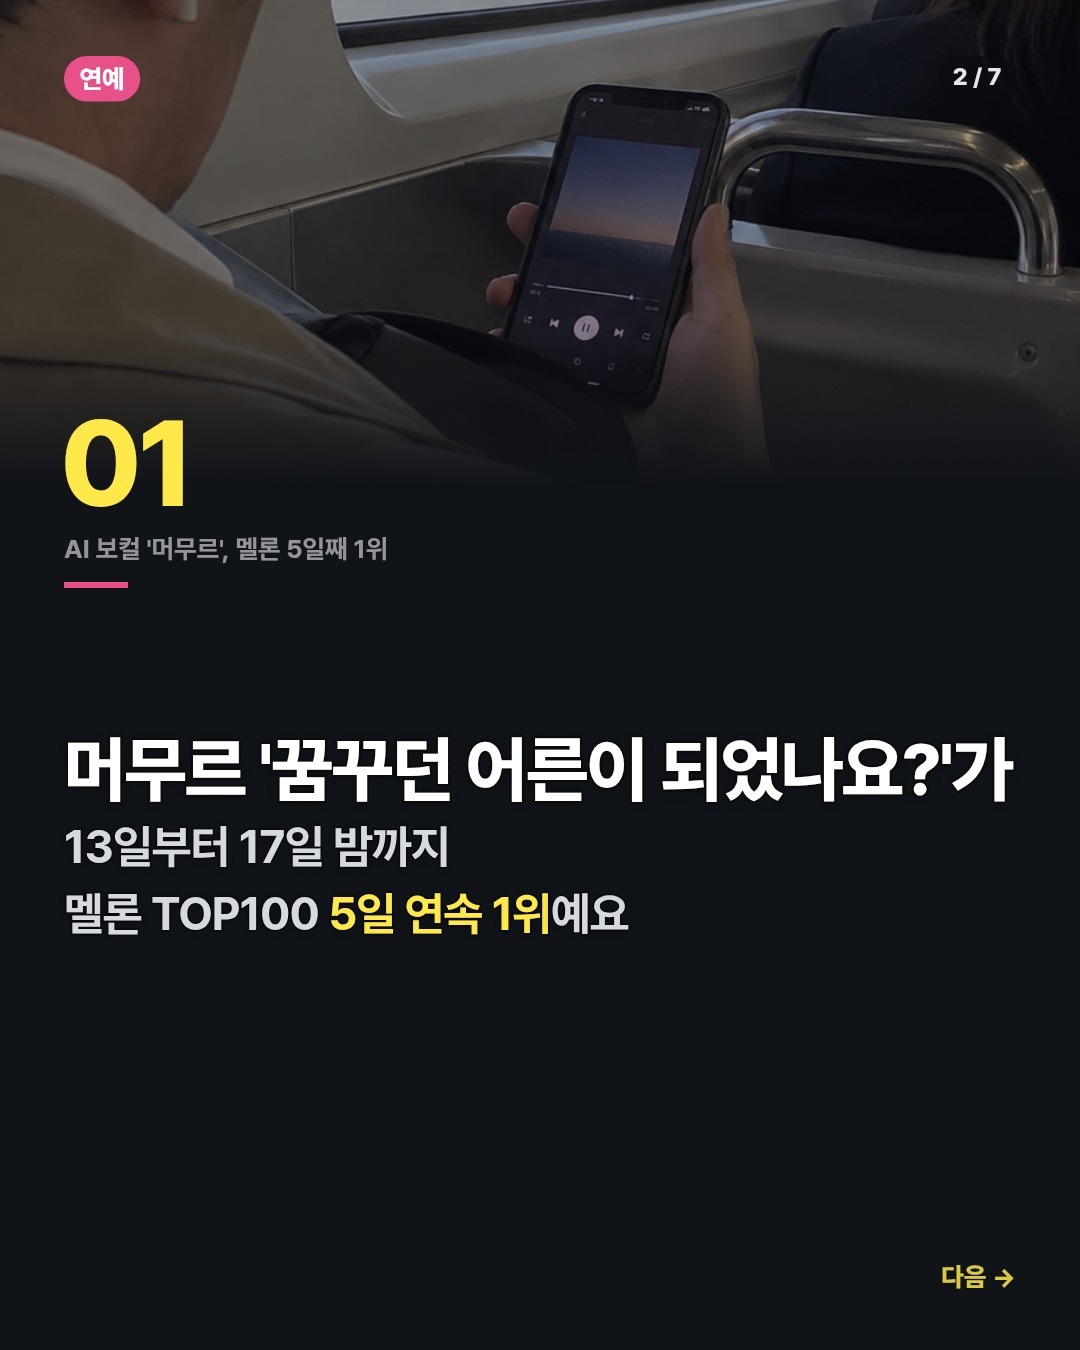 연예
2 / 7
01
AI 보컬 '머무르', 멜론 5일째 1위
머무르 '꿈꾸던 어른이 되었나요?'가
13일부터 17일 밤까지
멜론 TOP100 5일 연속 1위예요
다음 →